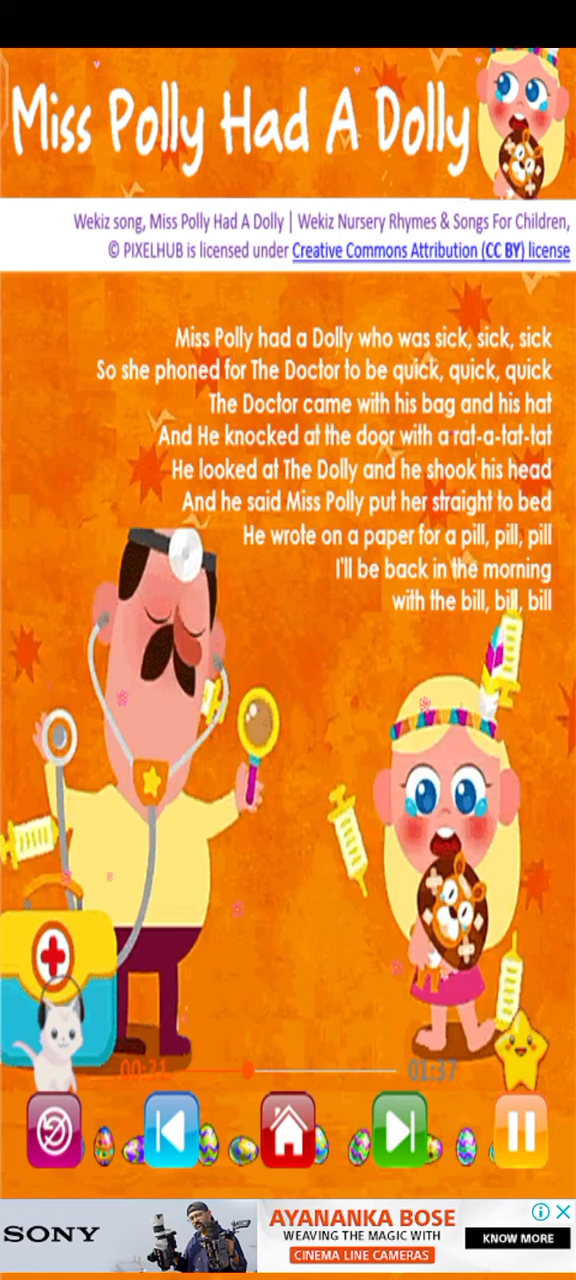 Miss Polly Had A Dolly
Wekiz song, Miss Polly Had A Dolly | Wekiz Nursery Rhymes & Songs For Children,
© PIXELHUB is licensed under Creative Commons Attribution (CC BY) license
Miss Polly had a Dolly who was sick, sick, sick
So she phoned for The Doctor to be quick, quick, quick
The Doctor came with his bag and his hat
And He knocked at the door with a rat-a-tat-tat
He looked at The Dolly and he shook his head
And he said Miss Polly put her straight to bed
He wrote on a paper for a pill, pill, pill
I'll be back in the morning
with the bill, bill, bill
00:31 01:37
SONY
AYANANKA BOSE
WEAVING THE MAGIC WITH
CINEMA LINE CAMERAS
KNOW MORE